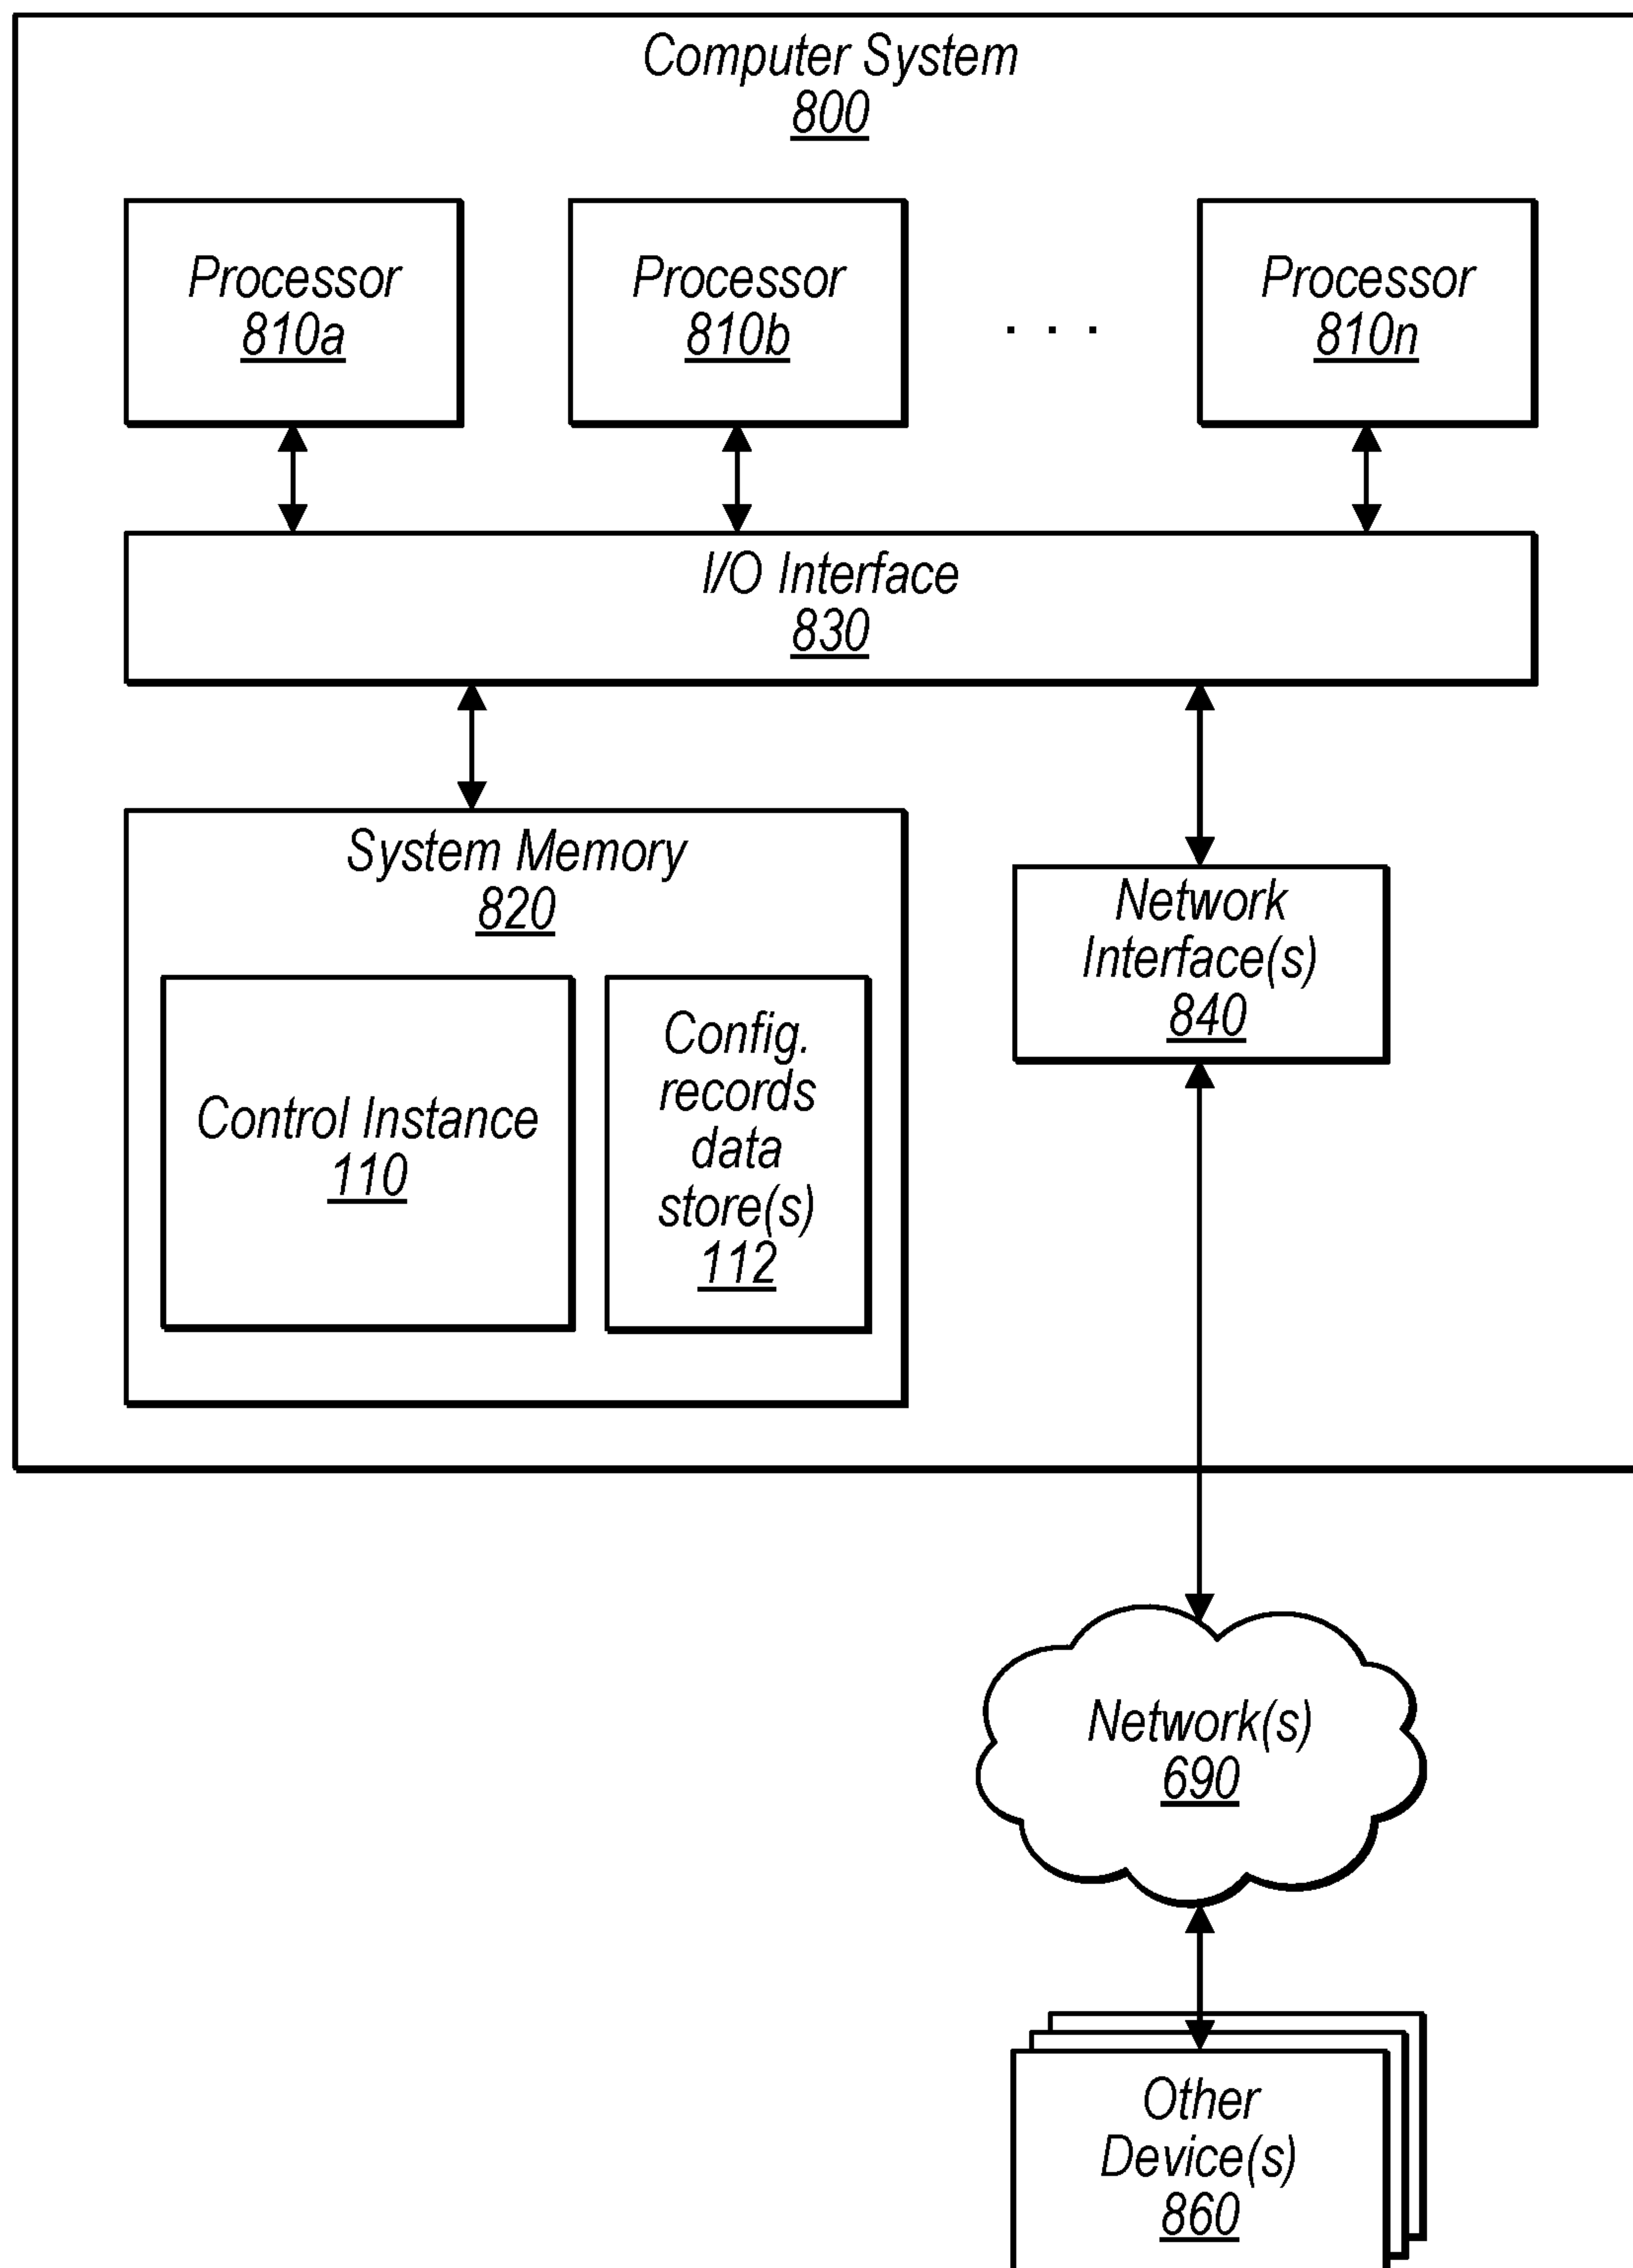 Computer System
800
Processor
810a
Processor
810b
. . .
Processor
810n
I/O Interface
830
System Memory
820
Control Instance
110
Config.
records
data
store(s)
112
Network
Interface(s)
840
Network(s)
690
Other
Device(s)
860